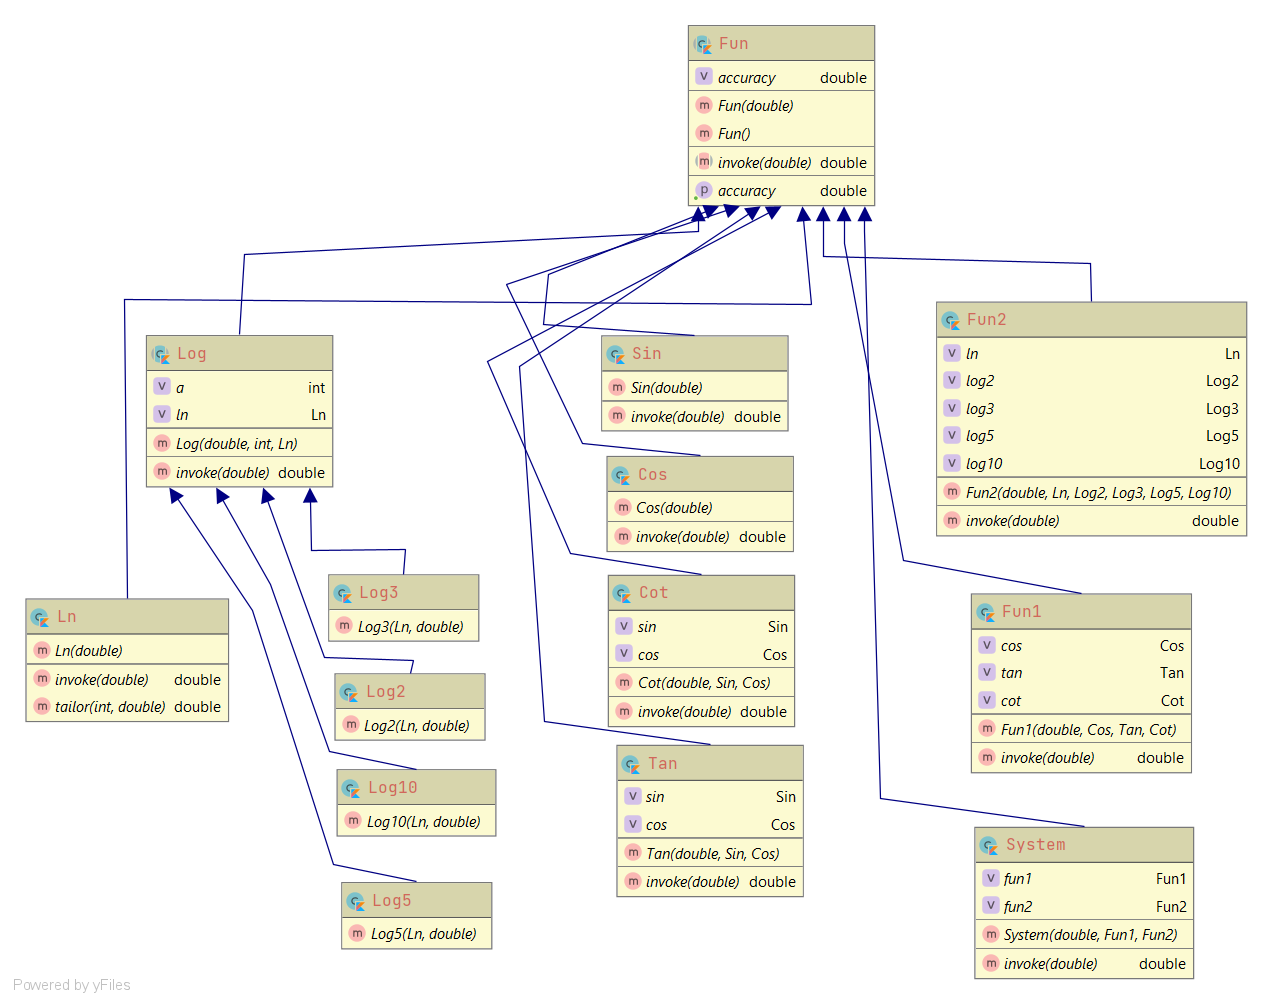 Fun
accuracy double
Fun(double)
Fun()
invoke(double) double
accuracy double
Log
a int
ln Ln
Log(double, int, Ln)
invoke(double) double
Sin
Sin(double)
invoke(double) double
Fun2
ln Ln
log2 Log2
log3 Log3
log5 Log5
log10 Log10
Fun2(double, Ln, Log2, Log3, Log5, Log10)
invoke(double) double
Cos
Cos(double)
invoke(double) double
Log3
Log3(Ln, double)
Cot
sin Sin
cos Cos
Cot(double, Sin, Cos)
invoke(double) double
Ln
Ln(double)
invoke(double) double
tailor(int, double) double
Fun1
cos Cos
tan Tan
cot Cot
Fun1(double, Cos, Tan, Cot)
invoke(double) double
Log2
Log2(Ln, double)
Log10
Log10(Ln, double)
Tan
sin Sin
cos Cos
Tan(double, Sin, Cos)
invoke(double) double
Log5
Log5(Ln, double)
System
fun1 Fun1
fun2 Fun2
System(double, Fun1, Fun2)
invoke(double) double
Powered by yFiles